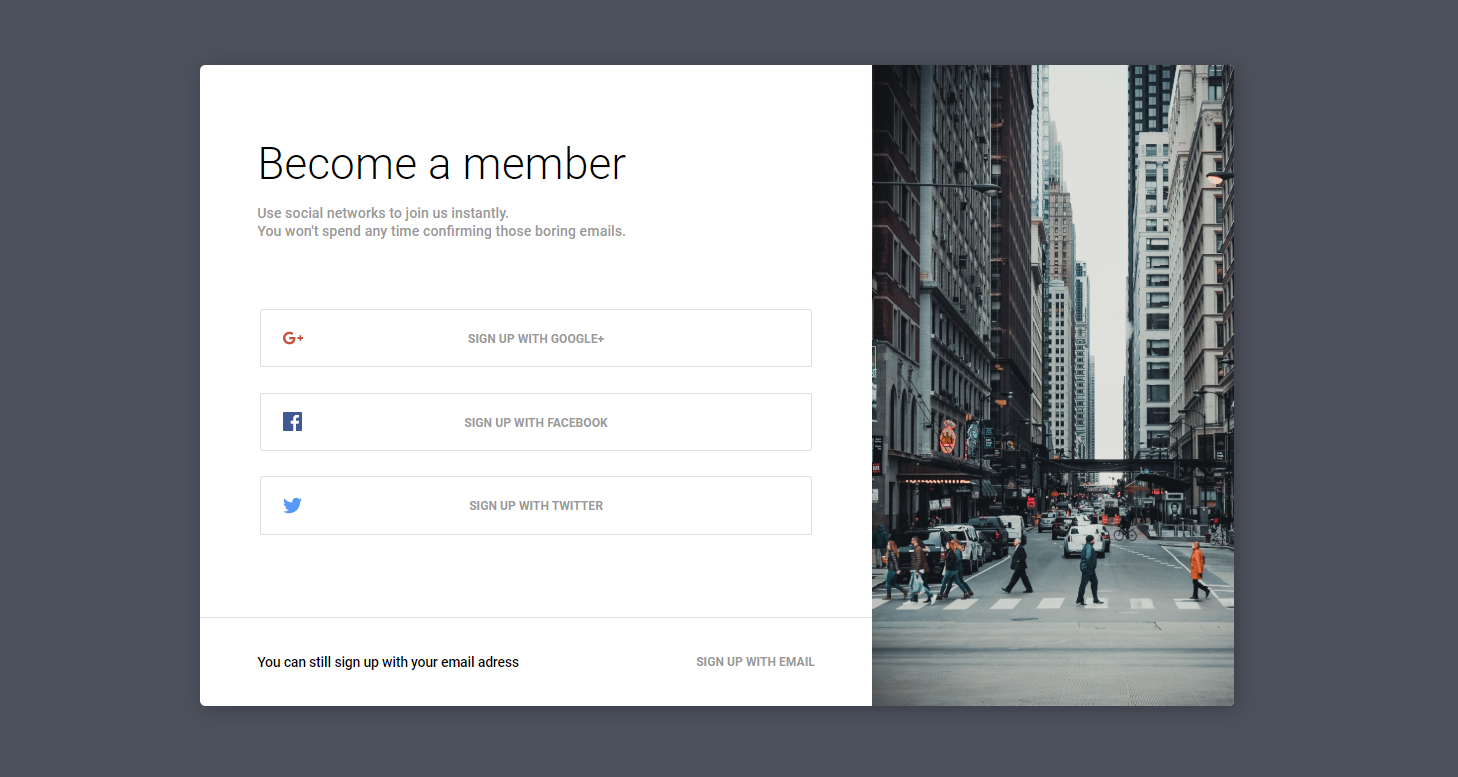 Become a member
Use social networks to join us instantly.
You won't spend any time confirming those boring emails.
SIGN UP WITH GOOGLE+
SIGN UP WITH FACEBOOK
SIGN UP WITH TWITTER
You can still sign up with your email adress
SIGN UP WITH EMAIL